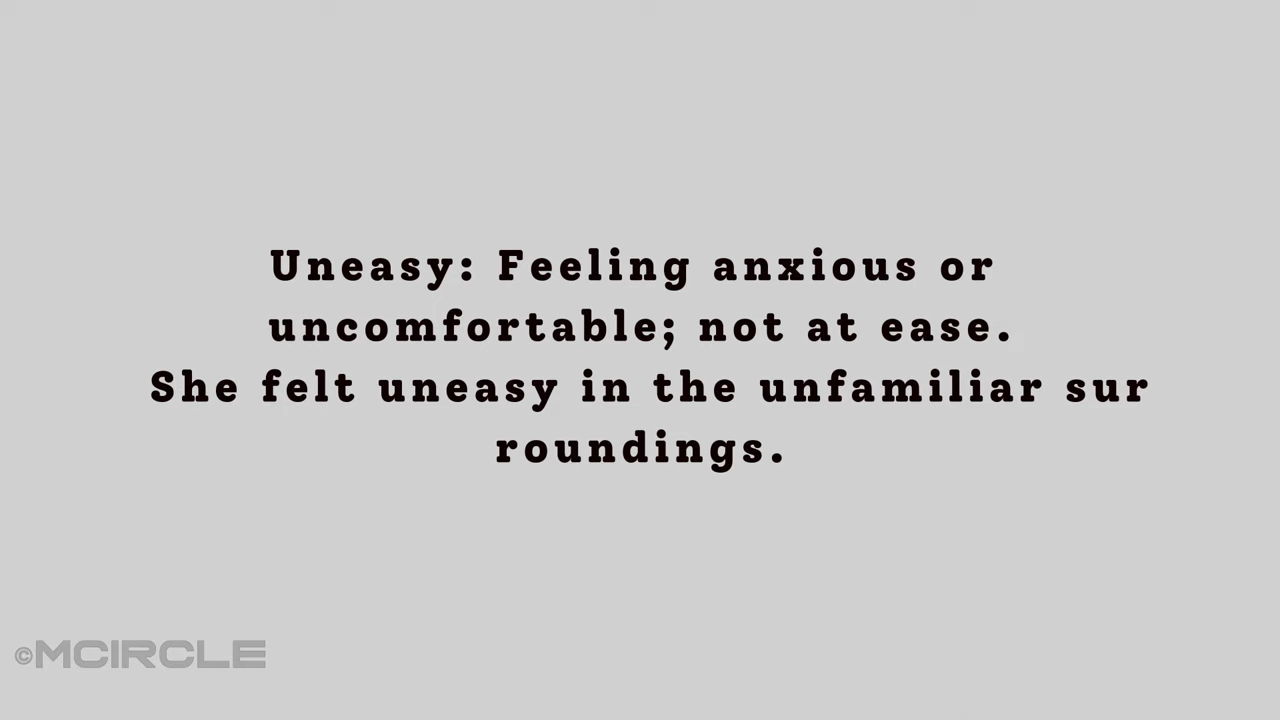 Uneasy: Feeling anxious or
uncomfortable; not at ease.
She felt uneasy in the unfamiliar sur
roundings.
©MCIRCLE